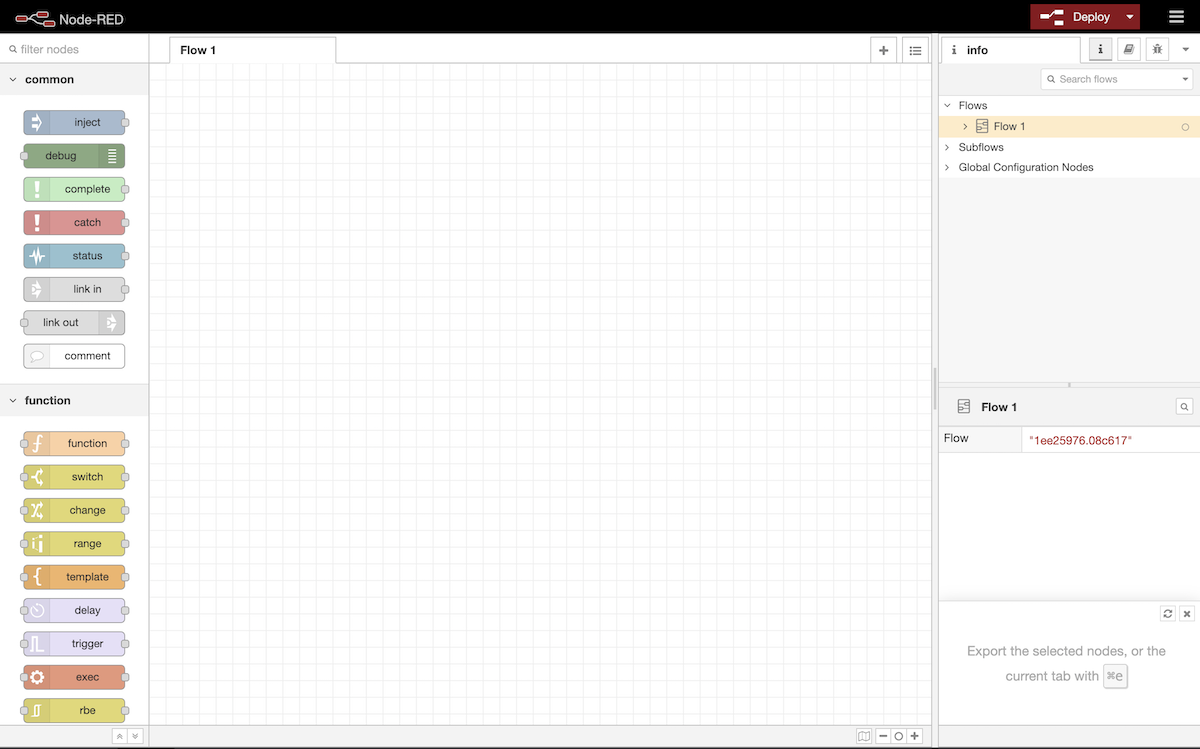 Node-RED
Deploy
filter nodes
Flow 1
i info
i
common
Search flows
inject
debug
complete
catch
status
link in
link out
comment
Flows
Flow 1
Subflows
Global Configuration Nodes
function
function
switch
change
range
template
delay
trigger
exec
rbe
Flow 1
Flow "1ee25976.08c617"
Export the selected nodes, or the
current tab with ⌘e